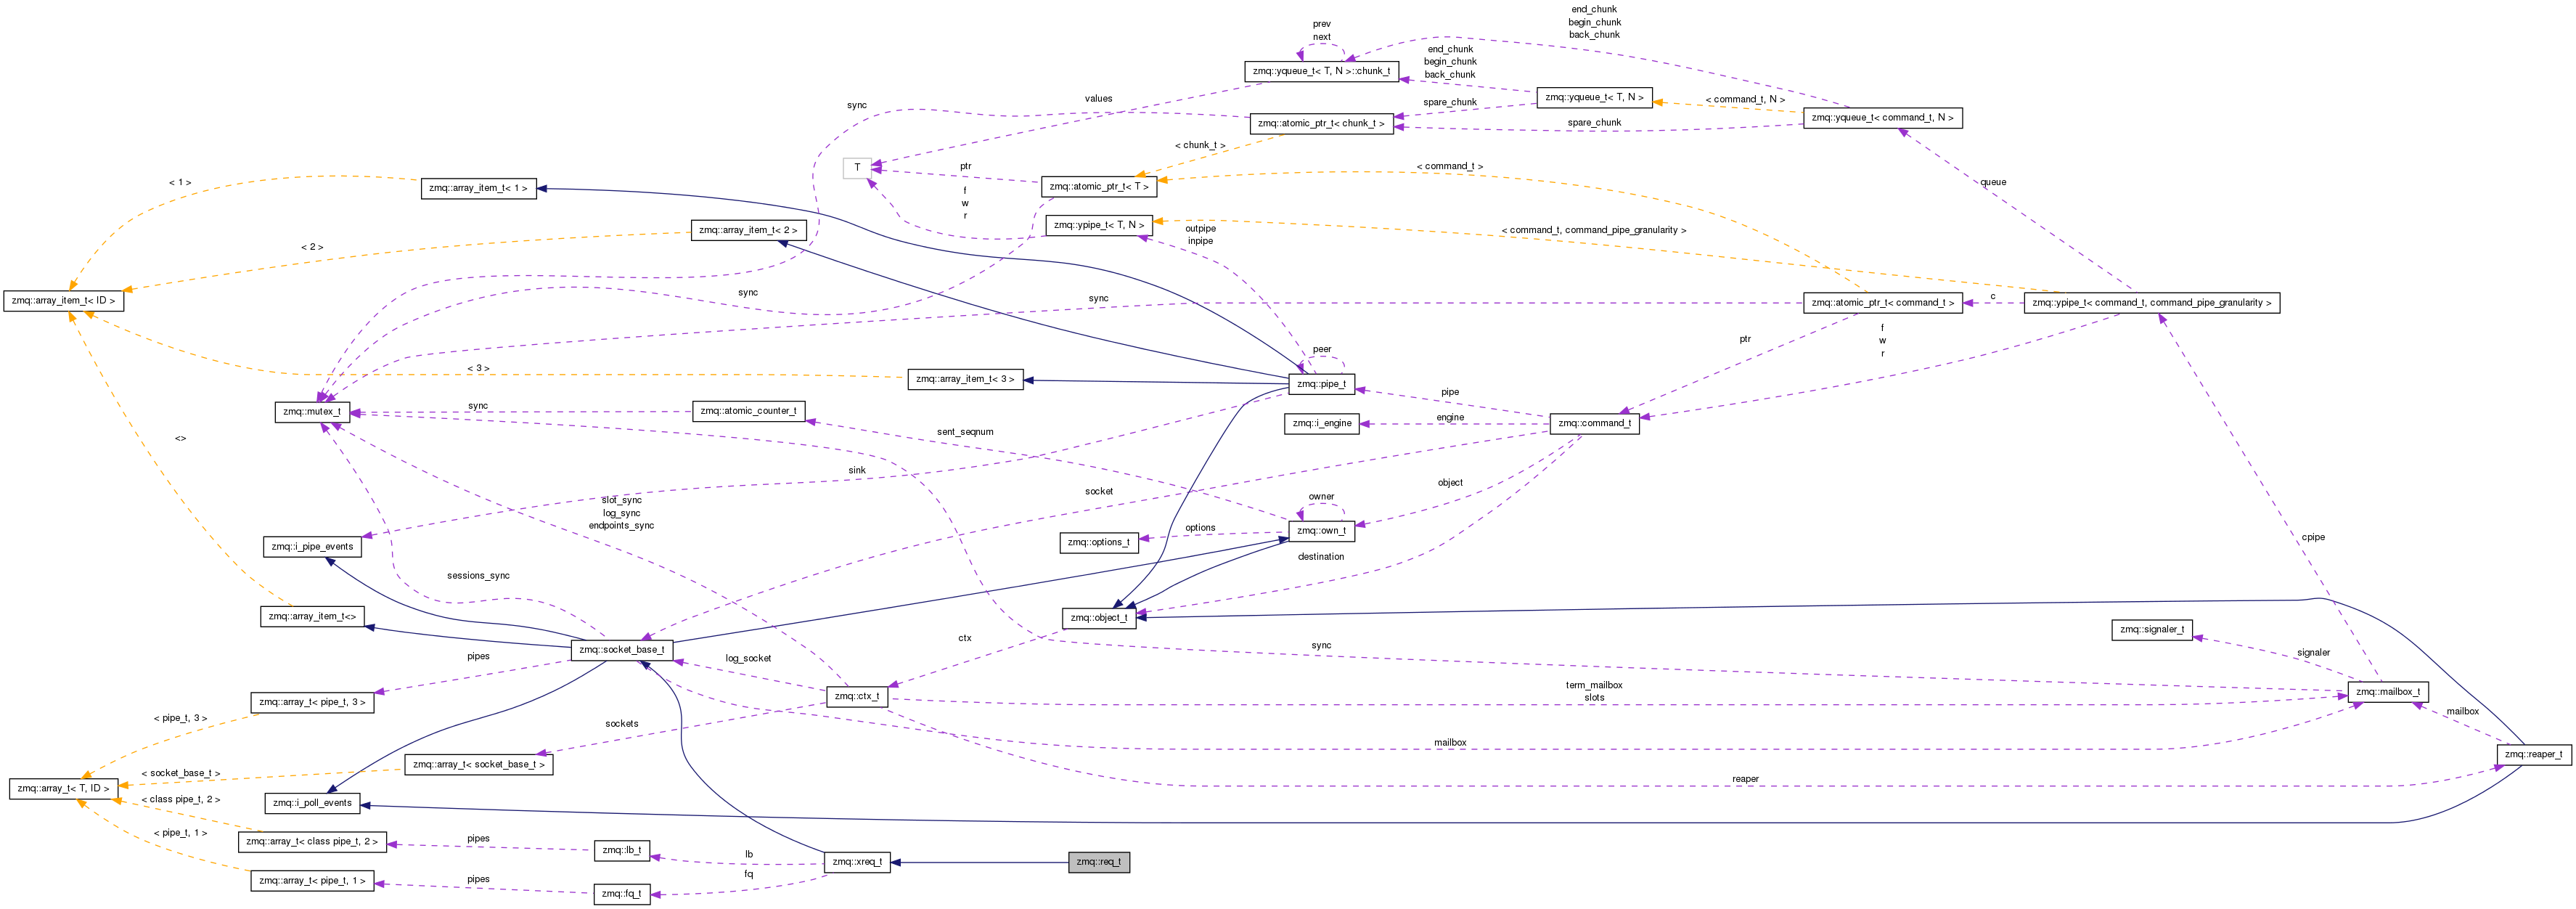 end_chunk
begin_chunk
back_chunk
prev
next
end_chunk
begin_chunk
back_chunk
zmq::yqueue_t< T, N >::chunk_t
values
sync
zmq::yqueue_t< T, N >
< command_t, N >
spare_chunk
zmq::atomic_ptr_t< chunk_t >
spare_chunk
zmq::yqueue_t< command_t, N >
< chunk_t >
T
ptr
< command_t >
f
w
r
zmq::atomic_ptr_t< T >
queue
< 1 >
zmq::array_item_t< 1 >
zmq::ypipe_t< T, N >
outpipe
inpipe
< command_t, command_pipe_granularity >
zmq::array_item_t< 2 >
< 2 >
zmq::array_item_t< ID >
sync
sync
zmq::atomic_ptr_t< command_t >
c
zmq::ypipe_t< command_t, command_pipe_granularity >
ptr
f
w
r
peer
< 3 >
zmq::array_item_t< 3 >
zmq::pipe_t
pipe
zmq::mutex_t
sync
zmq::atomic_counter_t
zmq::i_engine
engine
zmq::command_t
<>
sent_seqnum
sink
socket
object
slot_sync
log_sync
endpoints_sync
owner
options
zmq::own_t
zmq::options_t
cpipe
zmq::i_pipe_events
destination
sessions_sync
zmq::array_item_t<>
zmq::object_t
zmq::signaler_t
ctx
sync
signaler
zmq::socket_base_t
pipes
log_socket
term_mailbox
slots
zmq::mailbox_t
zmq::array_t< pipe_t, 3 >
zmq::ctx_t
< pipe_t, 3 >
sockets
mailbox
mailbox
zmq::reaper_t
zmq::array_t< socket_base_t >
< socket_base_t >
reaper
zmq::array_t< T, ID >
< class pipe_t, 2 >
zmq::i_poll_events
< pipe_t, 1 >
zmq::array_t< class pipe_t, 2 >
pipes
zmq::lb_t
lb
zmq::xreq_t
zmq::req_t
fq
zmq::array_t< pipe_t, 1 >
pipes
zmq::fq_t